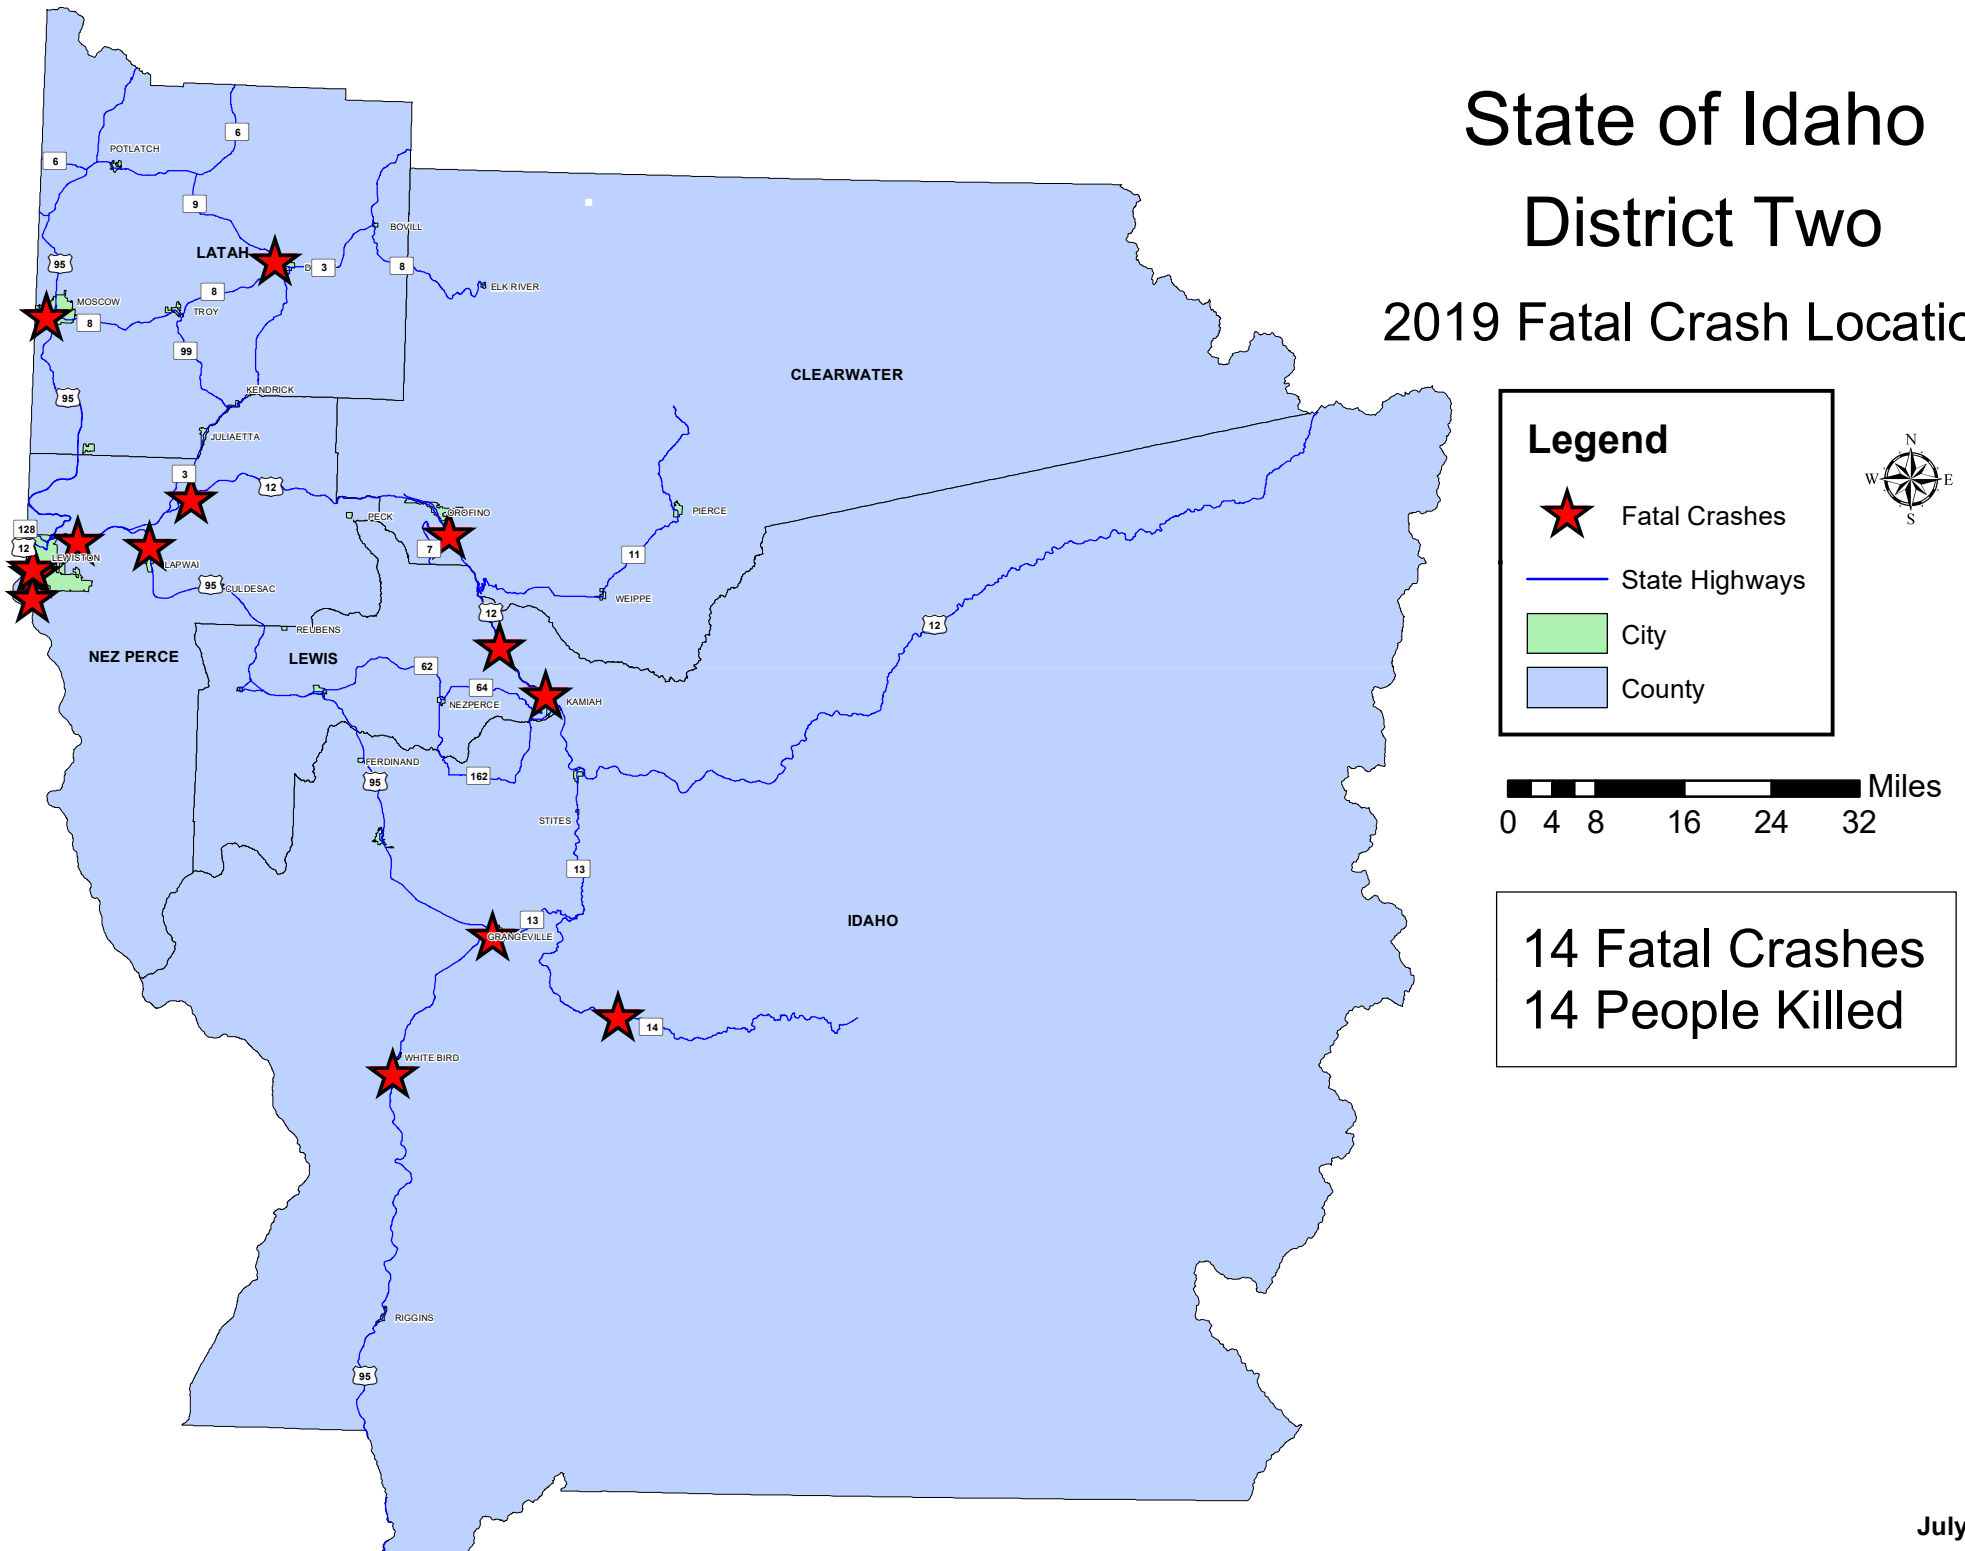 State of Idaho
District Two
2019 Fatal Crash Locatio
Legend
Fatal Crashes
State Highways
City
County
N
W
E
S
Miles
0 4 8 16 24 32
14 Fatal Crashes
14 People Killed
6
6
POTLATCH
9
BOVILL
LATAH
95
D
3
8
ELK RIVER
8
MOSCOW
TROY
8
99
CLEARWATER
95
KENDRICK
JULIAETTA
3
12
PECK
OROFINO
PIERCE
128
12
LEWISTON
7
11
LAPWAI
95
CULDESAC
WEIPPE
12
12
REUBENS
NEZ PERCE
LEWIS
62
64
NEZPERCE
KAMIAH
FERDINAND
95
162
STITES
13
13
IDAHO
GRANGEVILLE
14
WHITE BIRD
RIGGINS
95
July